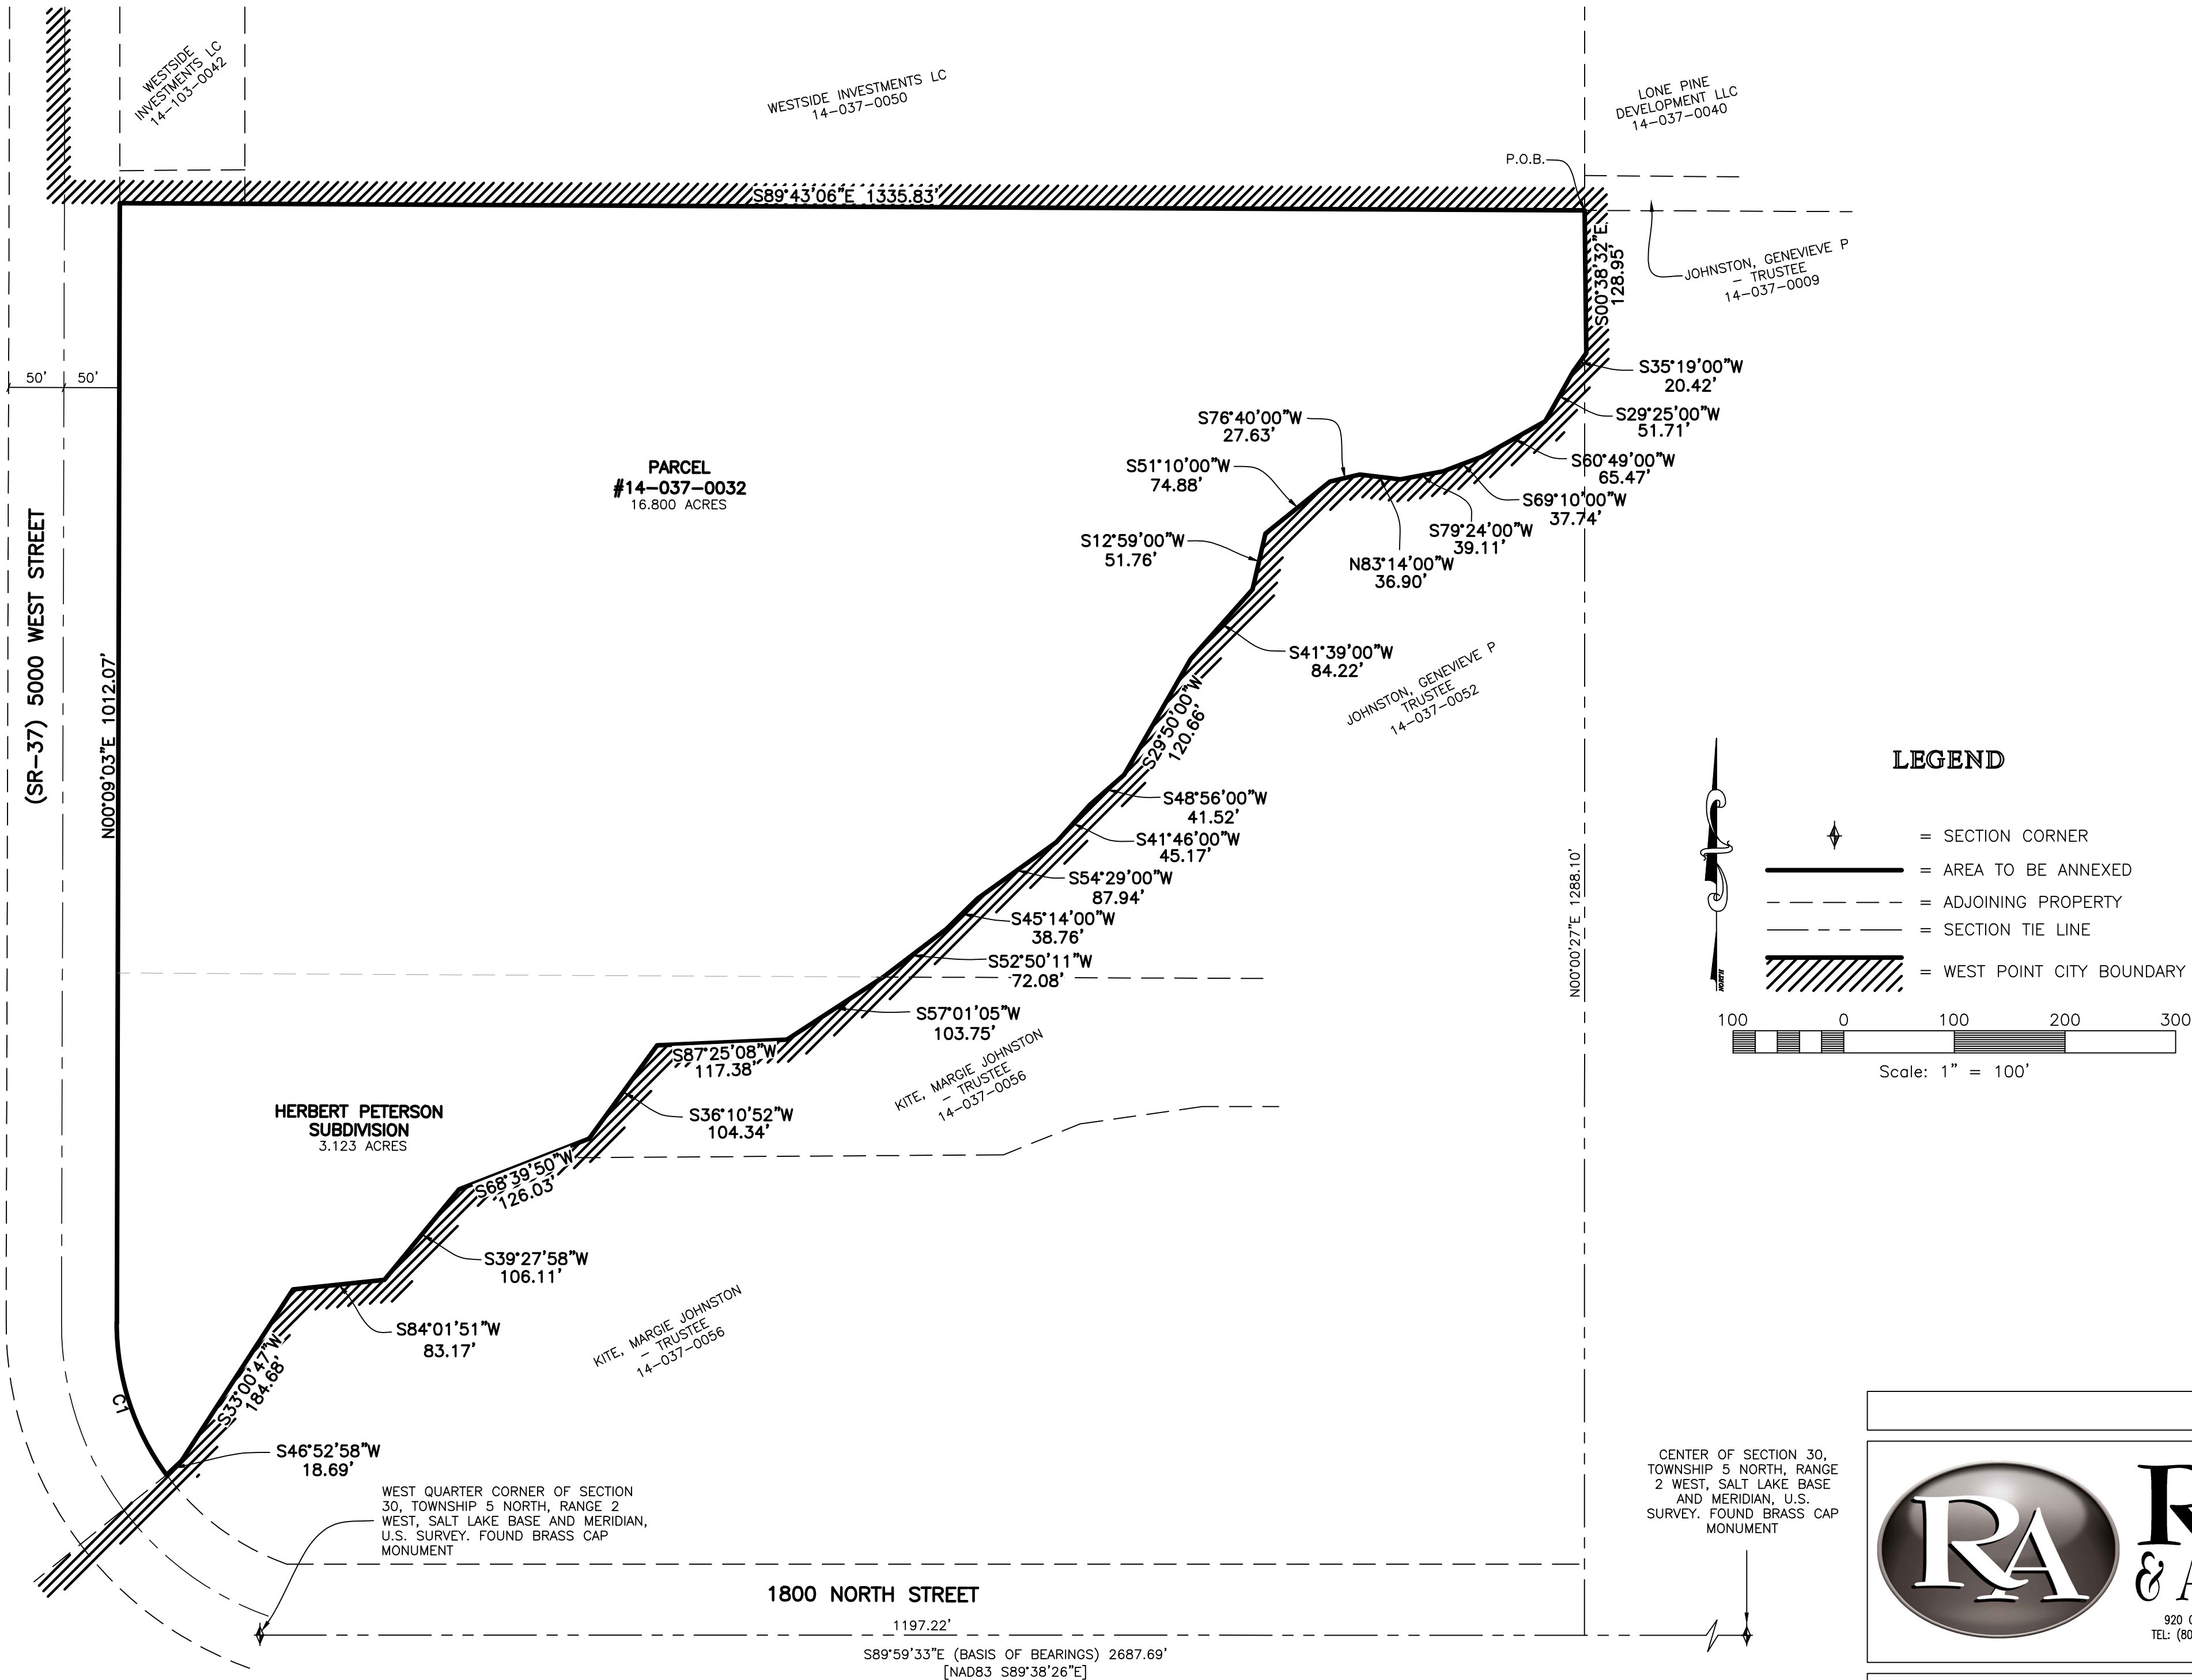 WESTSIDE
INVESTMENTS LC
14-103-0042
WESTSIDE INVESTMENTS LC
14-037-0050
LONE PINE
DEVELOPMENT LLC
14-037-0040
P.O.B.
S89°43'06"E 1335.83'
S00°38'32"E
128.95'
JOHNSTON, GENEVIEVE P
- TRUSTEE
14-037-0009
50' 50'
S35°19'00"W
20.42'
S29°25'00"W
51.71'
S60°49'00"W
65.47'
S69°10'00"W
37.74'
S79°24'00"W
39.11'
N83°14'00"W
36.90'
S76°40'00"W
27.63'
S51°10'00"W
74.88'
S12°59'00"W
51.76'
PARCEL
#14-037-0032
16.800 ACRES
(SR-37) 5000 WEST STREET
N00°09'03"E 1012.07'
S41°39'00"W
84.22'
JOHNSTON, GENEVIEVE P
TRUSTEE
14-037-0052
S29°50'00"W
120.66'
S48°56'00"W
41.52'
S41°46'00"W
45.17'
S54°29'00"W
87.94'
S45°14'00"W
38.76'
S52°50'11"W
72.08'
S57°01'05"W
103.75'
N00°00'27"E 1288.10'
LEGEND
= SECTION CORNER
= AREA TO BE ANNEXED
= ADJOINING PROPERTY
= SECTION TIE LINE
= WEST POINT CITY BOUNDARY
NORTH
100 0 100 200 300
Scale: 1" = 100'
S87°25'08"W
117.38'
KITE, MARGIE JOHNSTON
- TRUSTEE
14-037-0056
S36°10'52"W
104.34'
HERBERT PETERSON
SUBDIVISION
3.123 ACRES
S68°39'50"W
126.03'
S39°27'58"W
106.11'
S84°01'51"W
83.17'
KITE, MARGIE JOHNSTON
- TRUSTEE
14-037-0056
S33°00'47"W
184.68'
C1
S46°52'58"W
18.69'
WEST QUARTER CORNER OF SECTION
30, TOWNSHIP 5 NORTH, RANGE 2
WEST, SALT LAKE BASE AND MERIDIAN,
U.S. SURVEY. FOUND BRASS CAP
MONUMENT
CENTER OF SECTION 30,
TOWNSHIP 5 NORTH, RANGE
2 WEST, SALT LAKE BASE
AND MERIDIAN, U.S.
SURVEY. FOUND BRASS CAP
MONUMENT
1800 NORTH STREET
1197.22'
S89°59'33"E (BASIS OF BEARINGS) 2687.69'
[NAD83 S89°38'26"E]
RA
R
& A
920
TEL: (80